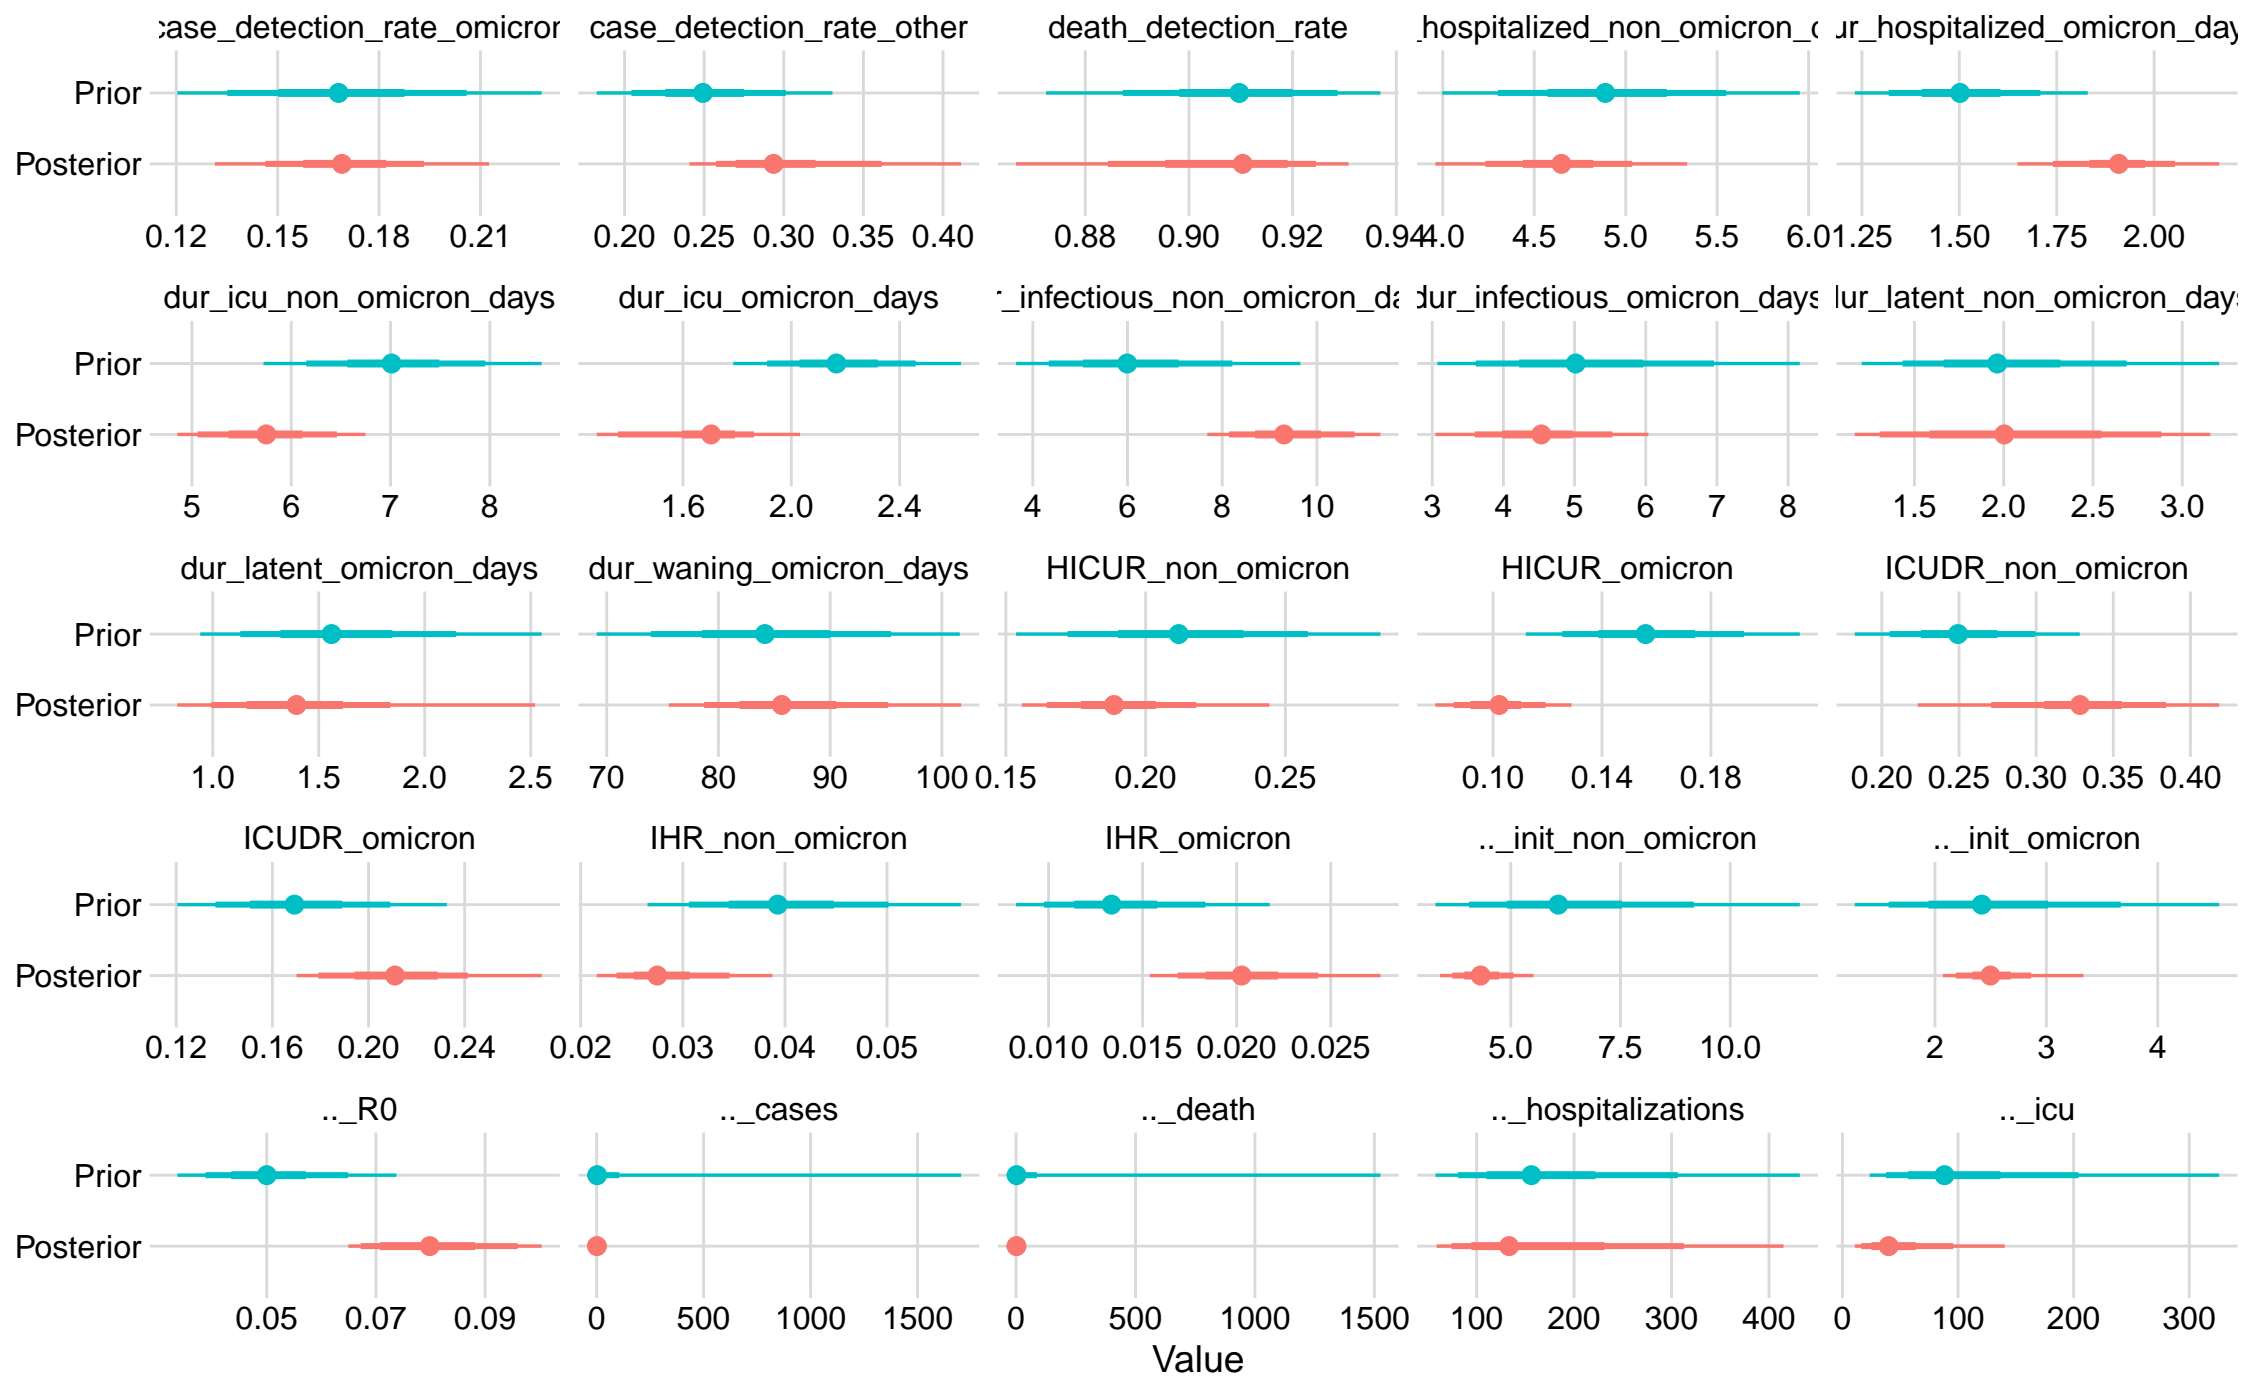 case_detection_rate_omicron case_detection_rate_other death_detection_rate _hospitalized_non_omicron_d ur_hospitalized_omicron_day
Prior
Posterior
0.12 0.15 0.18 0.21 0.20 0.25 0.30 0.35 0.40 0.88 0.90 0.92 0.94 4.0 4.5 5.0 5.5 6.0 1.25 1.50 1.75 2.00
dur_icu_non_omicron_days dur_icu_omicron_days r_infectious_non_omicron_da dur_infectious_omicron_days dur_latent_non_omicron_days
Prior
Posterior
5 6 7 8 1.6 2.0 2.4 4 6 8 10 3 4 5 6 7 8 1.5 2.0 2.5 3.0
dur_latent_omicron_days dur_waning_omicron_days HICUR_non_omicron HICUR_omicron ICUDR_non_omicron
Prior
Posterior
1.0 1.5 2.0 2.5 70 80 90 100 0.15 0.20 0.25 0.10 0.14 0.18 0.20 0.25 0.30 0.35 0.40
ICUDR_omicron IHR_non_omicron IHR_omicron .._init_non_omicron .._init_omicron
Prior
Posterior
0.12 0.16 0.20 0.24 0.02 0.03 0.04 0.05 0.010 0.015 0.020 0.025 5.0 7.5 10.0 2 3 4
.._R0 .._cases .._death .._hospitalizations .._icu
Prior
Posterior
0.05 0.07 0.09 0 500 1000 1500 0 500 1000 1500 100 200 300 400 0 100 200 300
Value